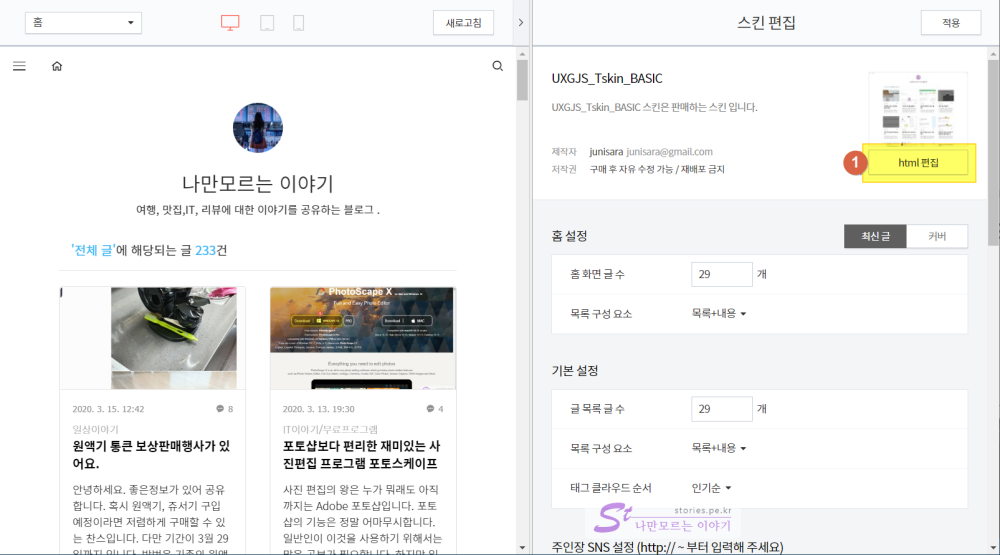 홈
새로고침
스킨 편집
적용
나만모르는 이야기
여행, 맛집,IT, 리뷰에 대한 이야기를 공유하는 블로그 .
'전체 글'에 해당되는 글 233건
PhotoScape X
Fun and Easy Photo Editor
Download
WINDOWS 10
PRO
Download
MAC
Everything you need to edit photos
2020. 3. 15. 12:42
8
일상이야기
원액기 통큰 보상판매행사가 있
어요.
안녕하세요. 좋은정보가 있어 공유
합니다. 혹시 원액기, 쥬서기 구입
예정이라면 저렴하게 구매할 수 있
는 찬스입니다. 다만 기간이 3월 29
2020. 3. 13. 19:30
4
IT이야기/무료프로그램
포토샵보다 편리한 재미있는 사
진편집 프로그램 포토스케이프
사진 편집의 왕은 누가 뭐래도 아직
까지는 Adobe 포토샵입니다. 포토
샵의 기능은 정말 어마무시합니다.
일반인이 이것을 사용하기 위해서는
UXGJS_Tskin_BASIC
UXGJS_Tskin_BASIC 스킨은 판매하는 스킨 입니다.
제작자 junisara junisara@gmail.com
저작권 구매 후 자유 수정 가능 / 재배포 금지
1
html 편집
홈 설정
최신 글
커버
홈 화면 글 수 29 개
목록 구성 요소 목록+내용
기본 설정
글 목록 글 수 29 개
목록 구성 요소 목록+내용
태그 클라우드 순서 인기순
St
stories.pe.kr
나만모르는 이야기
주인장 SNS 설정 (http:// ~ 부터 입력해 주세요)